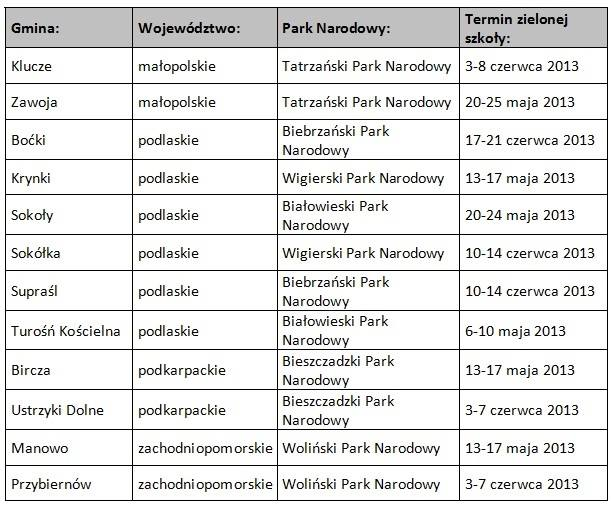 Gmina: Województwo: Park Narodowy: Termin zielonej
szkoły:
Klucze małopolskie Tatrzański Park Narodowy 3-8 czerwca 2013
Zawoja małopolskie Tatrzański Park Narodowy 20-25 maja 2013
Boćki podlaskie Biebrzański Park
Narodowy 17-21 czerwca 2013
Krynki podlaskie Wigierski Park Narodowy 13-17 maja 2013
Sokoły podlaskie Białowieski Park
Narodowy 20-24 maja 2013
Sokółka podlaskie Wigierski Park Narodowy 10-14 czerwca 2013
Supraśl podlaskie Biebrzański Park
Narodowy 10-14 czerwca 2013
Turośń Kościelna podlaskie Białowieski Park
Narodowy 6-10 maja 2013
Bircza podkarpackie Bieszczadzki Park
Narodowy 13-17 maja 2013
Ustrzyki Dolne podkarpackie Bieszczadzki Park
Narodowy 3-7 czerwca 2013
Manowo zachodniopomorskie Woliński Park Narodowy 13-17 maja 2013
Przybiernów zachodniopomorskie Woliński Park Narodowy 3-7 czerwca 2013